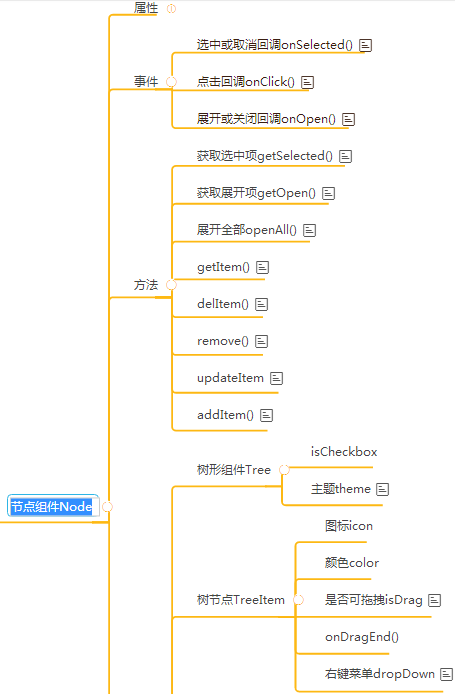 属性
选中或取消回调onSelected()
事件
点击回调onClick()
展开或关闭回调onOpen()
获取选中项getSelected()
获取展开项getOpen()
展开全部openAll()
getItem()
方法
delItem()
remove()
updateItem
addItem()
isCheckbox
树形组件Tree
主题theme
节点组件Node
图标icon
颜色color
树节点TreeItem
是否可拖拽isDrag
onDragEnd()
右键菜单dropDown